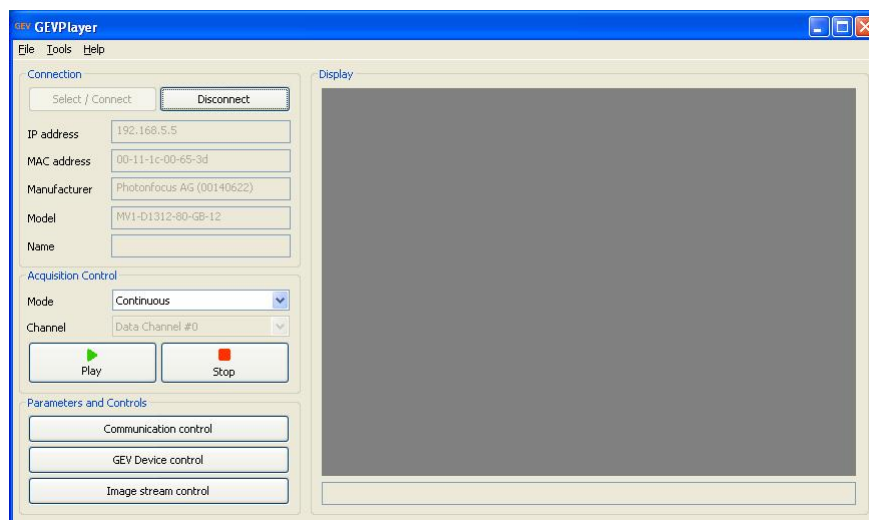 GEV GEVPlayer
File Tools Help
Connection
Select / Connect Disconnect
IP address 192.168.5.5
MAC address 00-11-1c-00-65-3d
Manufacturer Photonfocus AG (00140622)
Model MV1-D1312-80-GB-12
Name
Acquisition Control
Mode Continuous
Channel Data Channel #0
Play Stop
Parameters and Controls
Communication control
GEV Device control
Image stream control
Display